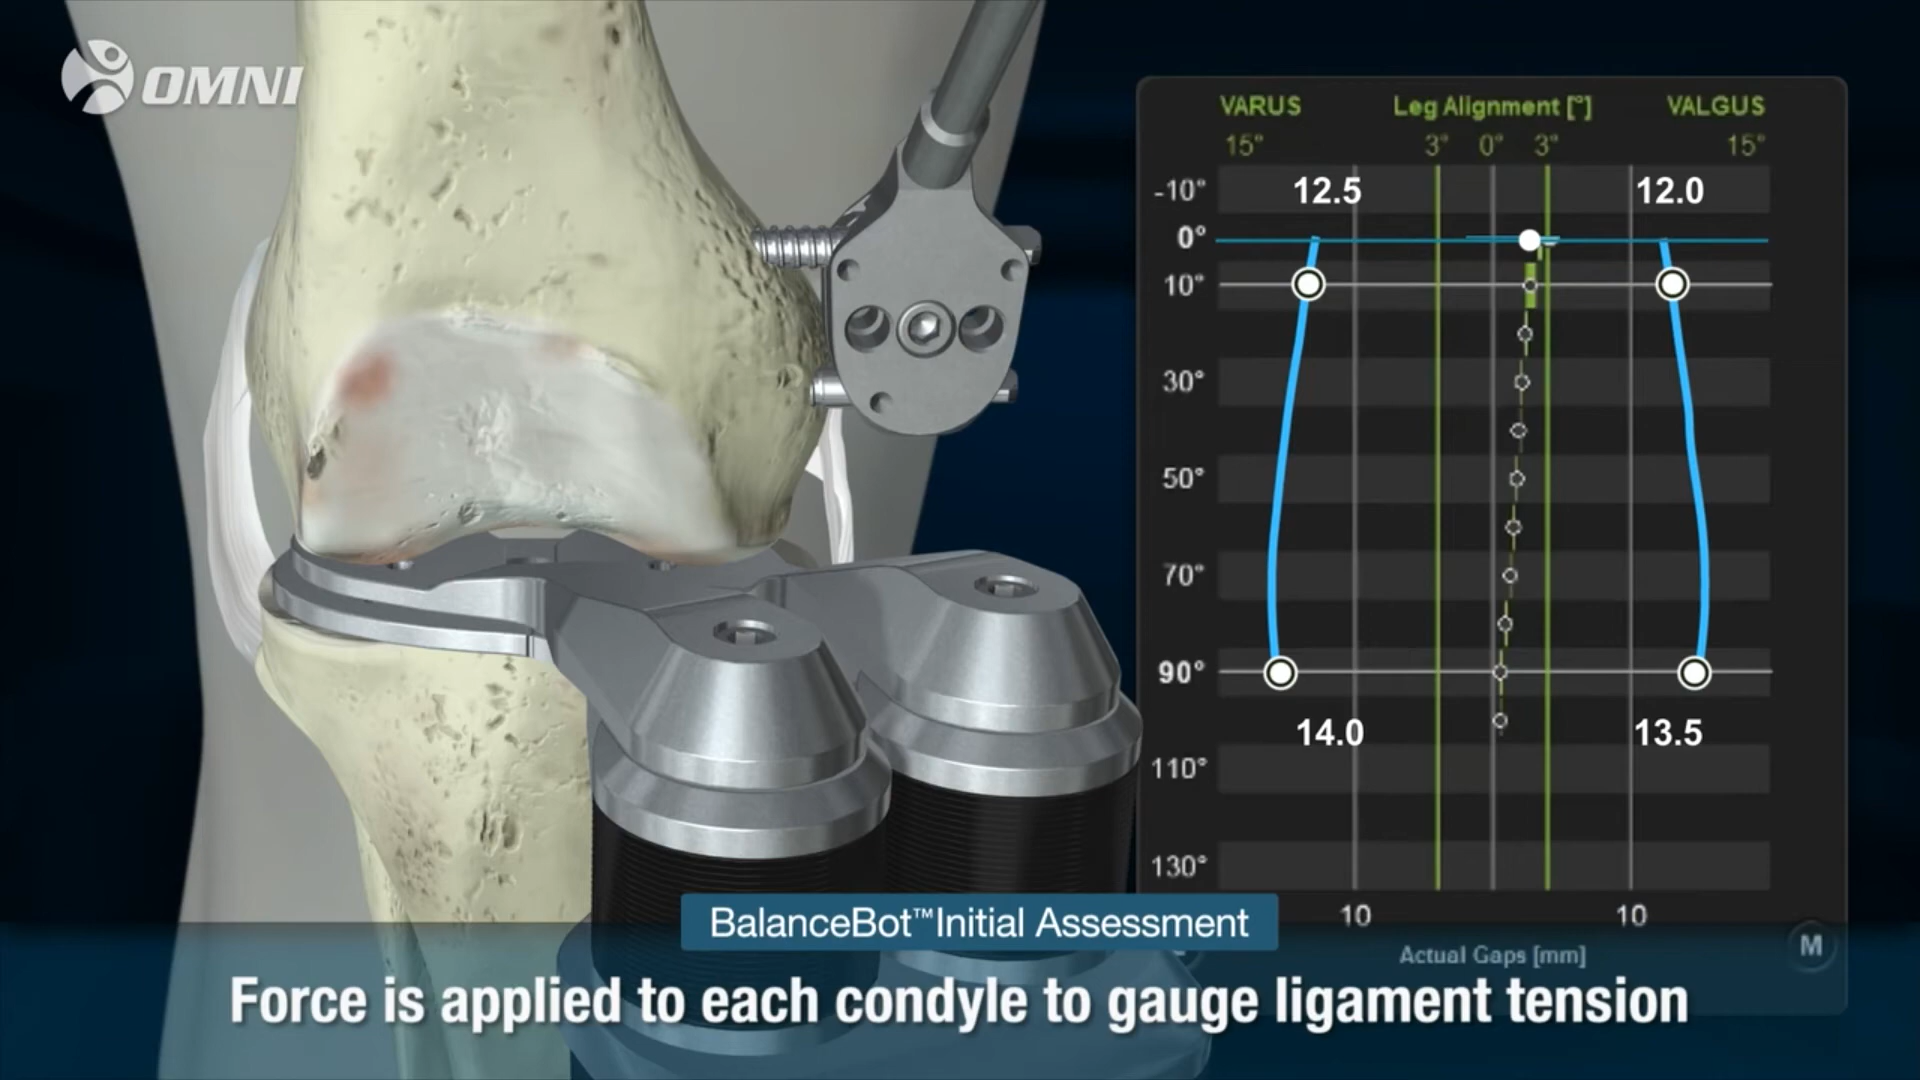 OMNI
VARUS Leg Alignment [°] VALGUS
15° 3° 0° 3° 15°
-10° 12.5 12.0
0°
10°
30°
50°
70°
90°
14.0 13.5
110°
130°
10 10
Actual Gaps [mm] M
BalanceBot™ Initial Assessment
Force is applied to each condyle to gauge ligament tension